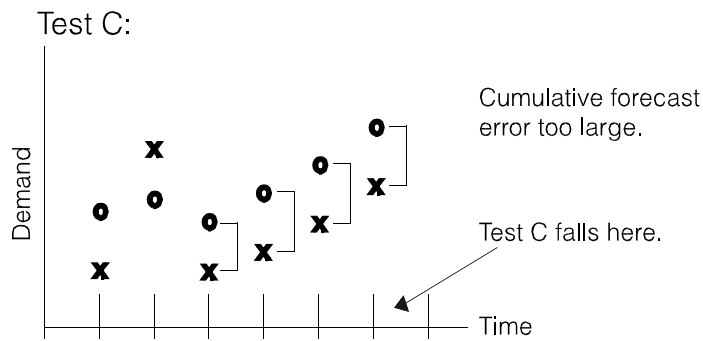 Test C:
Demand
Cumulative forecast
error too large.
Test C falls here.
Time